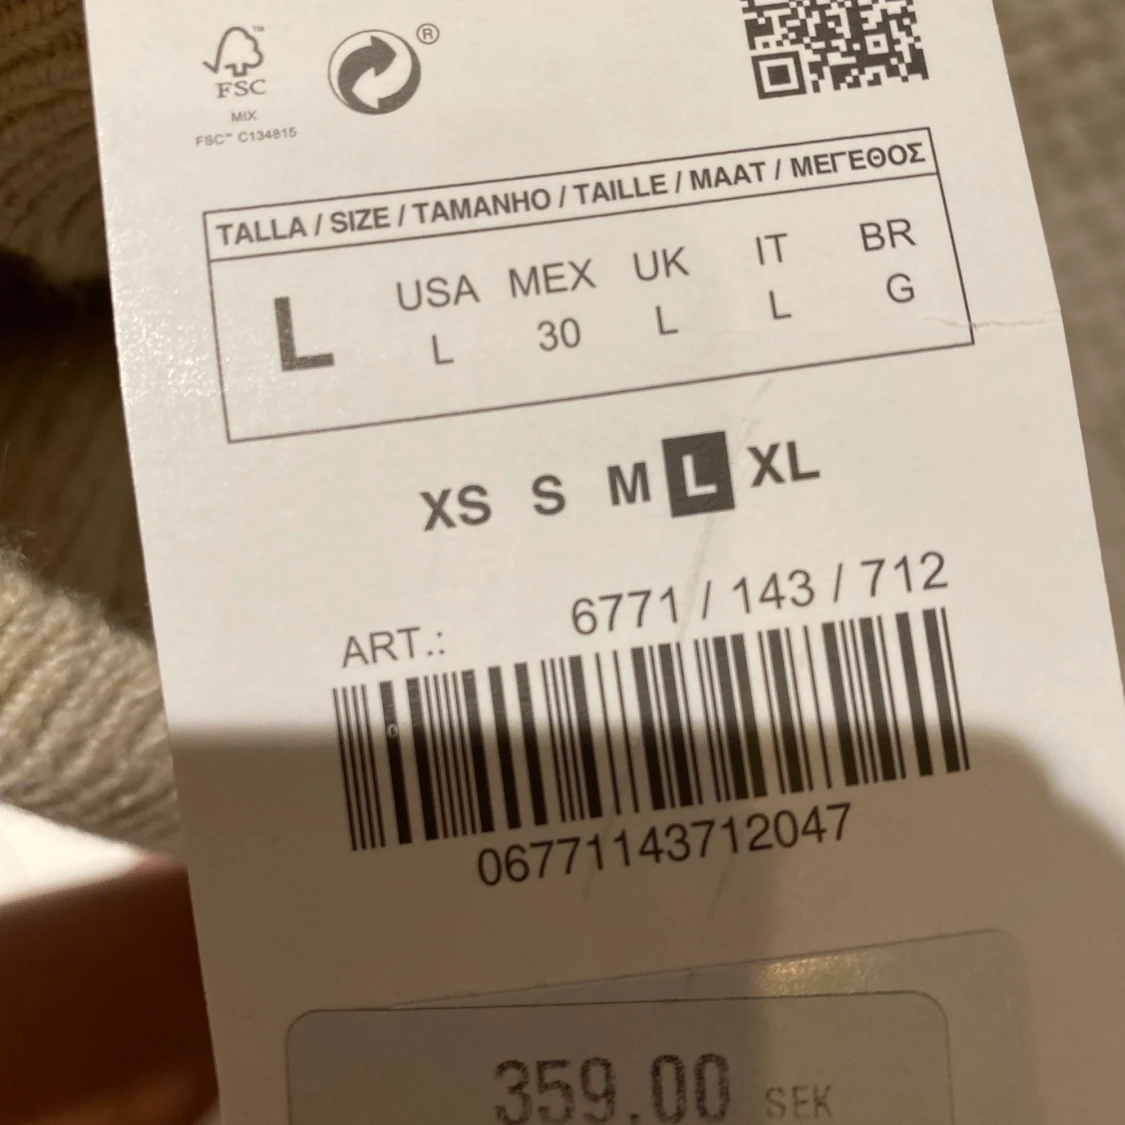 FSC™
®
MIX
FSC™ C134815
TALLA / SIZE / TAMANHO / TAILLE / MAAT / ΜΕΓΕΘΟΣ
USA MEX UK IT BR
L L 30 L L G
XS S M L XL
ART.: 6771 / 143 / 712
06771143712047
359.00 SEK